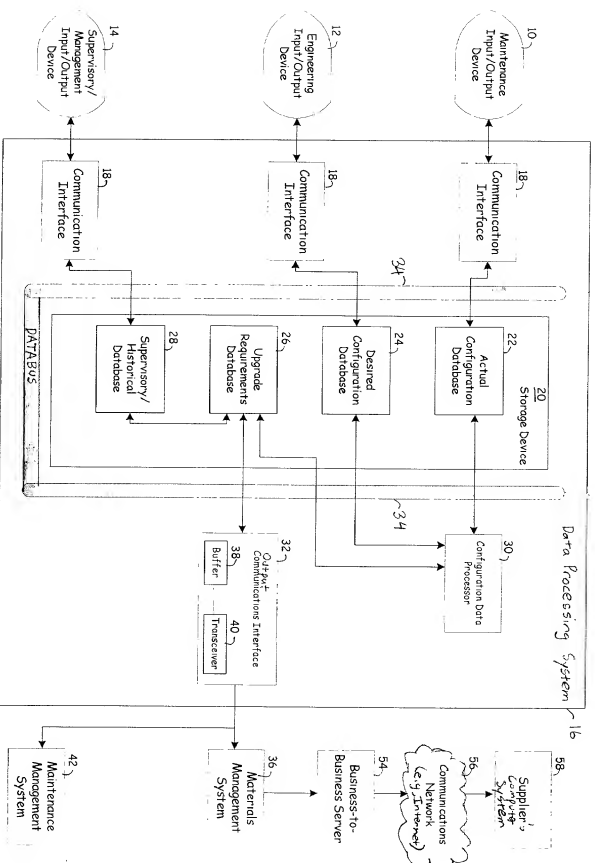 10
Maintenance
Input/Output
Device
12
Engineering
Input/Output
Device
14
Supervisory/
Management
Input/Output
Device
18
Communication
Interface
18
Communication
Interface
18
Communication
Interface
34
20
Storage Device
22
Actual
Configuration
Database
24
Desired
Configuration
Database
26
Upgrade
Requirements
Database
28
Supervisory/
Historical
Database
DATABUS
34
Data Processing System 16
30
Configuration Data
Processor
32
Output
Communications Interface
38
Buffer
40
Transceiver
58
Supplier's
Computer
System
56
Communications
Network
(e.g., Internet)
54
Business-to-
Business Server
36
Materials
Management
System
42
Maintenance
Management
System